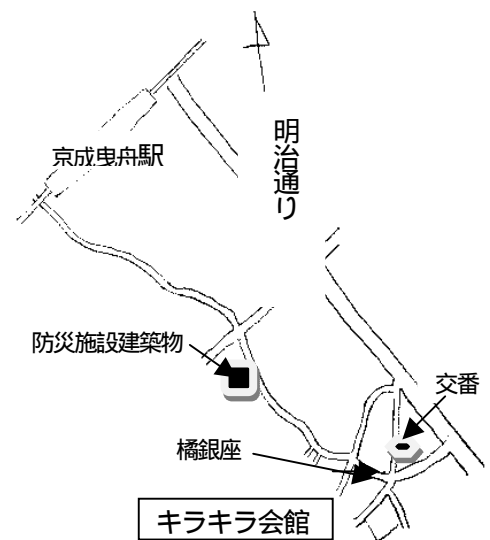 京成曳舟駅
明治通り
防災施設建築物
交番
橘銀座
キラキラ会館